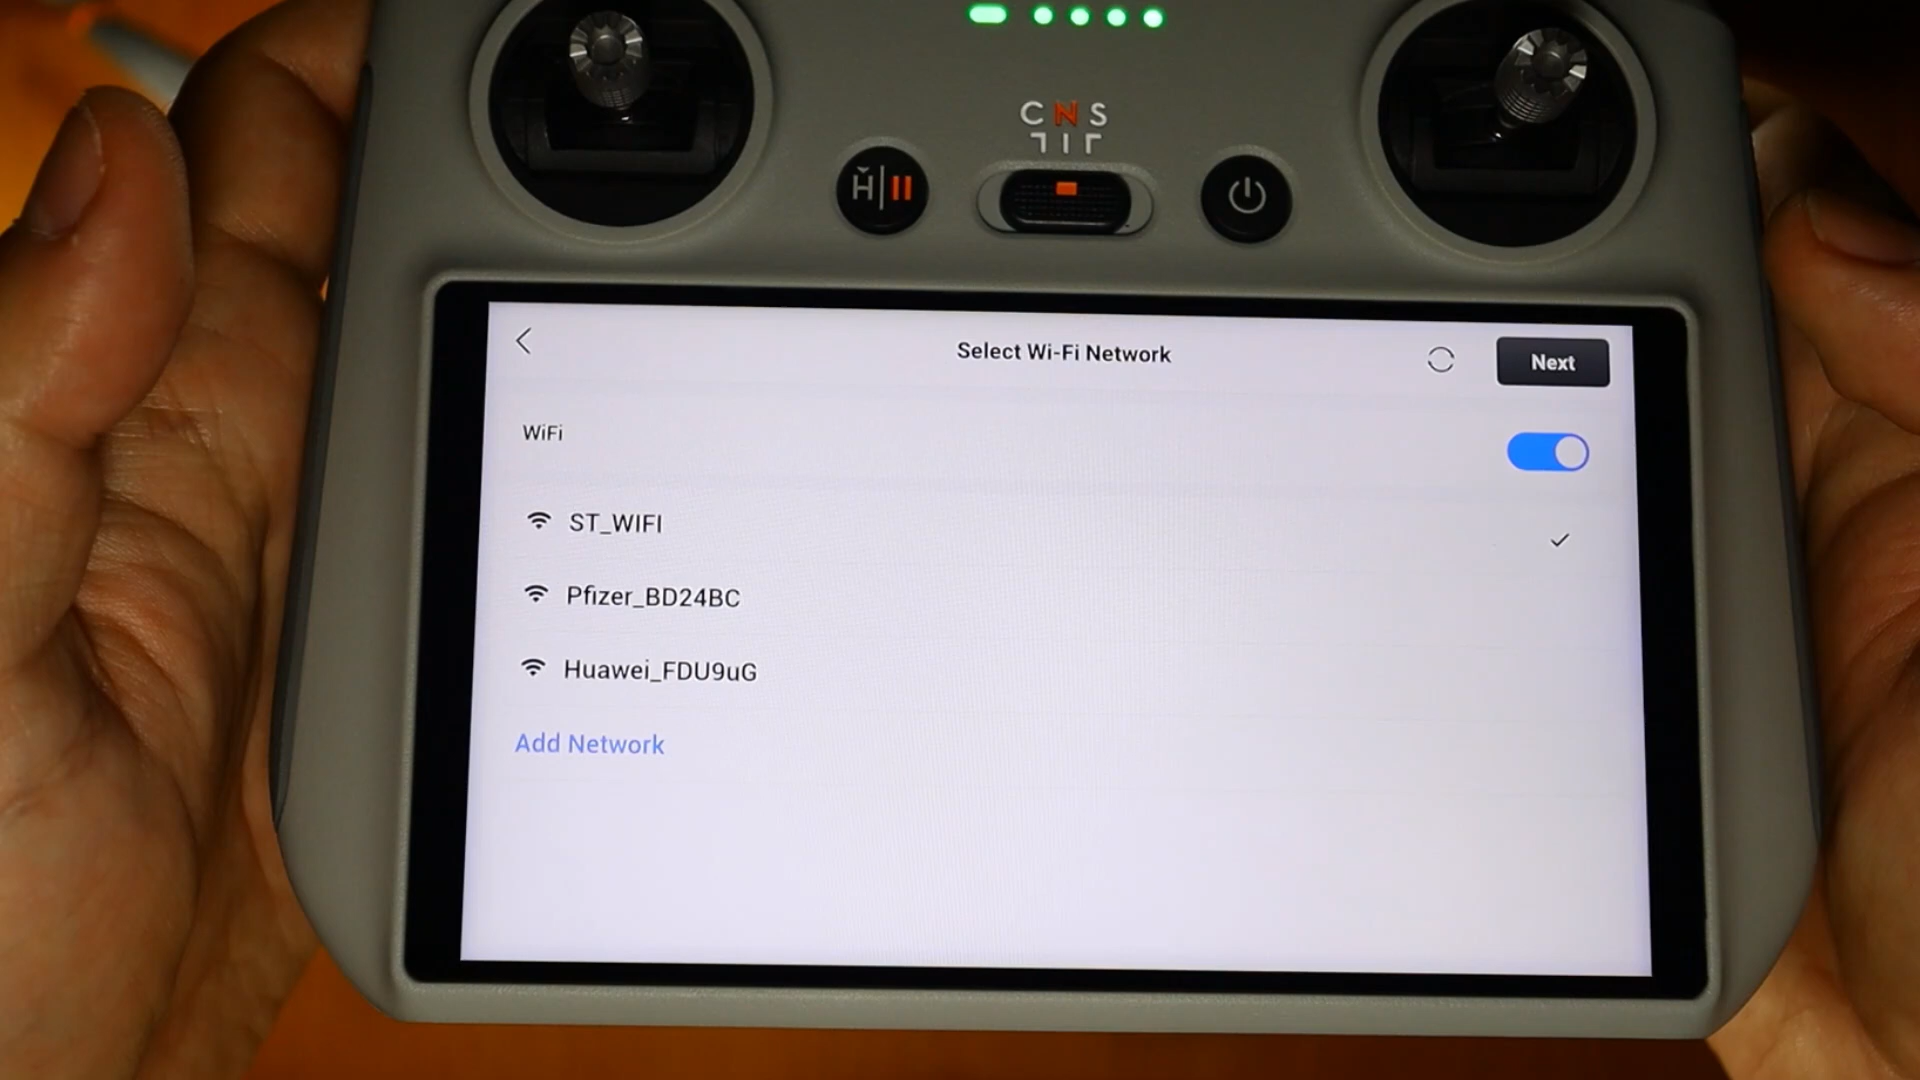 C N S
H
Select Wi-Fi Network
Next
WiFi
ST_WIFI
Pfizer_BD24BC
Huawei_FDU9uG
Add Network